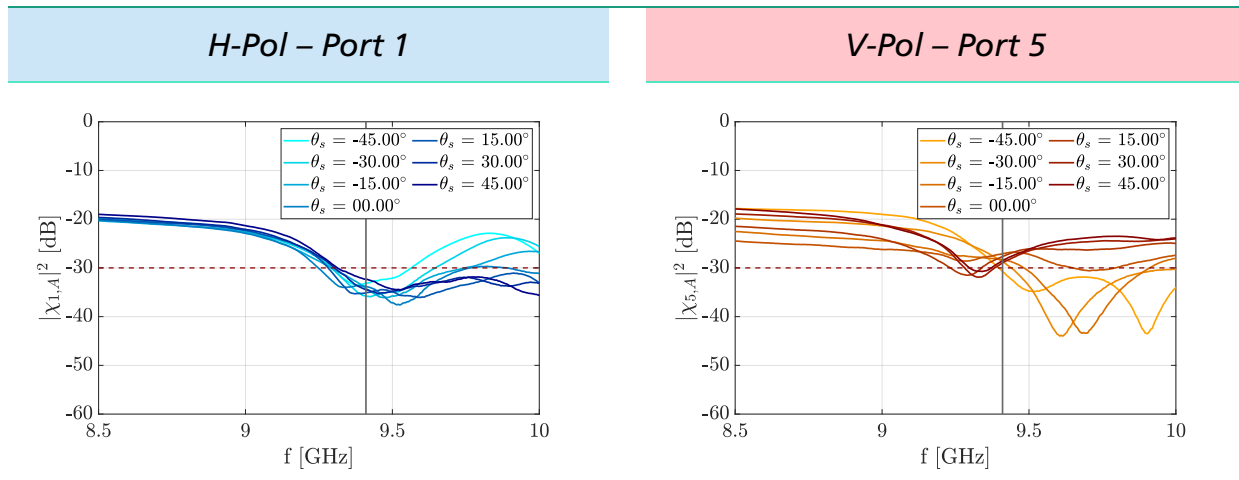 H-Pol – Port 1
V-Pol – Port 5
|χ1,A|² [dB]
0
-10
-20
-30
-40
-50
-60
8.5
9
9.5
10
f [GHz]
θs = -45.00°
θs = -30.00°
θs = -15.00°
θs = 00.00°
θs = 15.00°
θs = 30.00°
θs = 45.00°
|χ5,A|² [dB]
0
-10
-20
-30
-40
-50
-60
8.5
9
9.5
10
f [GHz]
θs = -45.00°
θs = -30.00°
θs = -15.00°
θs = 00.00°
θs = 15.00°
θs = 30.00°
θs = 45.00°